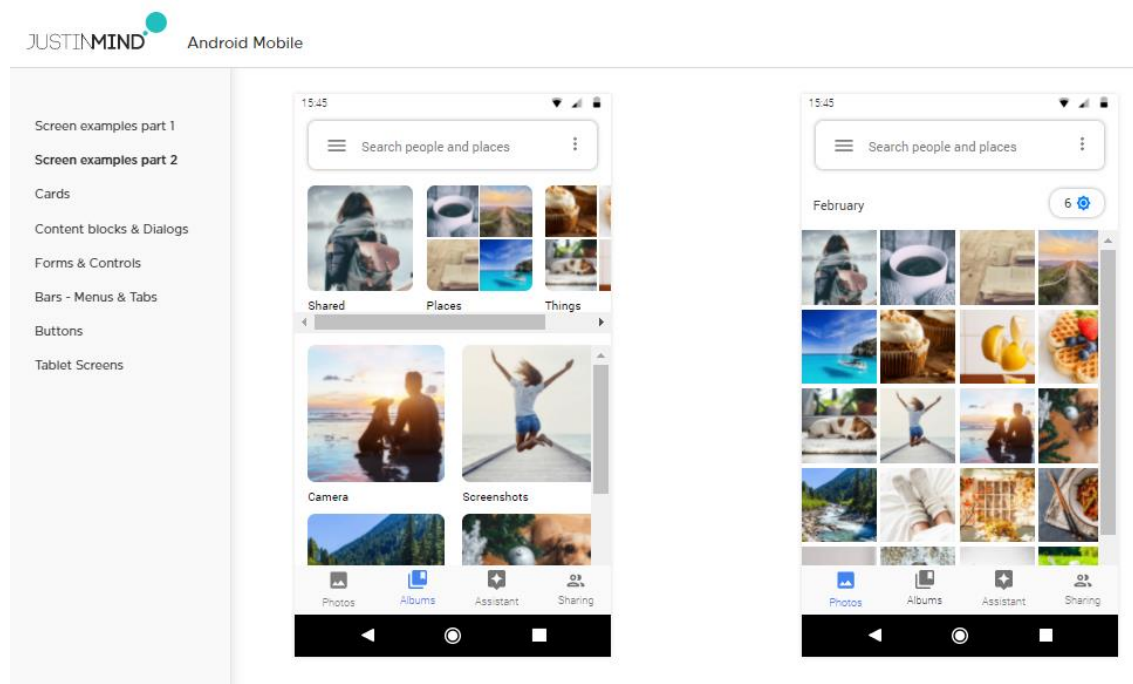 JUSTINMIND
Android Mobile
Screen examples part 1
Screen examples part 2
Cards
Content blocks & Dialogs
Forms & Controls
Bars - Menus & Tabs
Buttons
Tablet Screens
15:45
Search people and places
Shared Places Things
Camera Screenshots
Photos Albums Assistant Sharing
15:45
Search people and places
February 6
Photos Albums Assistant Sharing